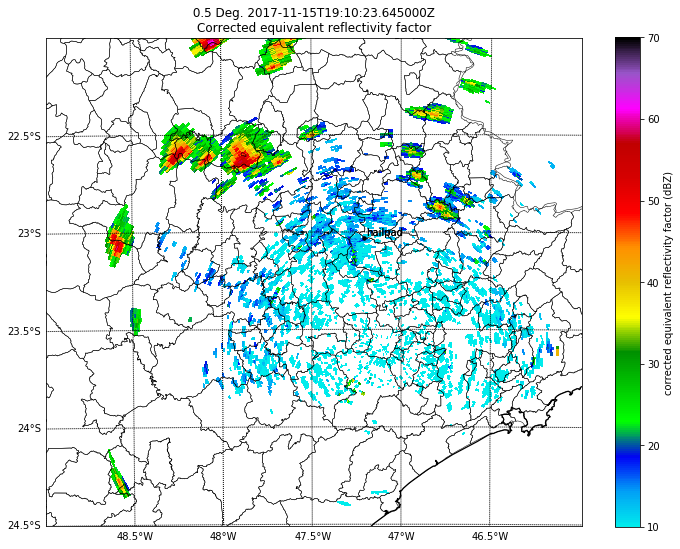 0.5 Deg. 2017-11-15T19:10:23.645000Z
Corrected equivalent reflectivity factor
22.5°S
23°S
23.5°S
24°S
24.5°S
hailpad
48.5°W
48°W
47.5°W
47°W
46.5°W
70
60
50
40
30
20
10
corrected equivalent reflectivity factor (dBZ)